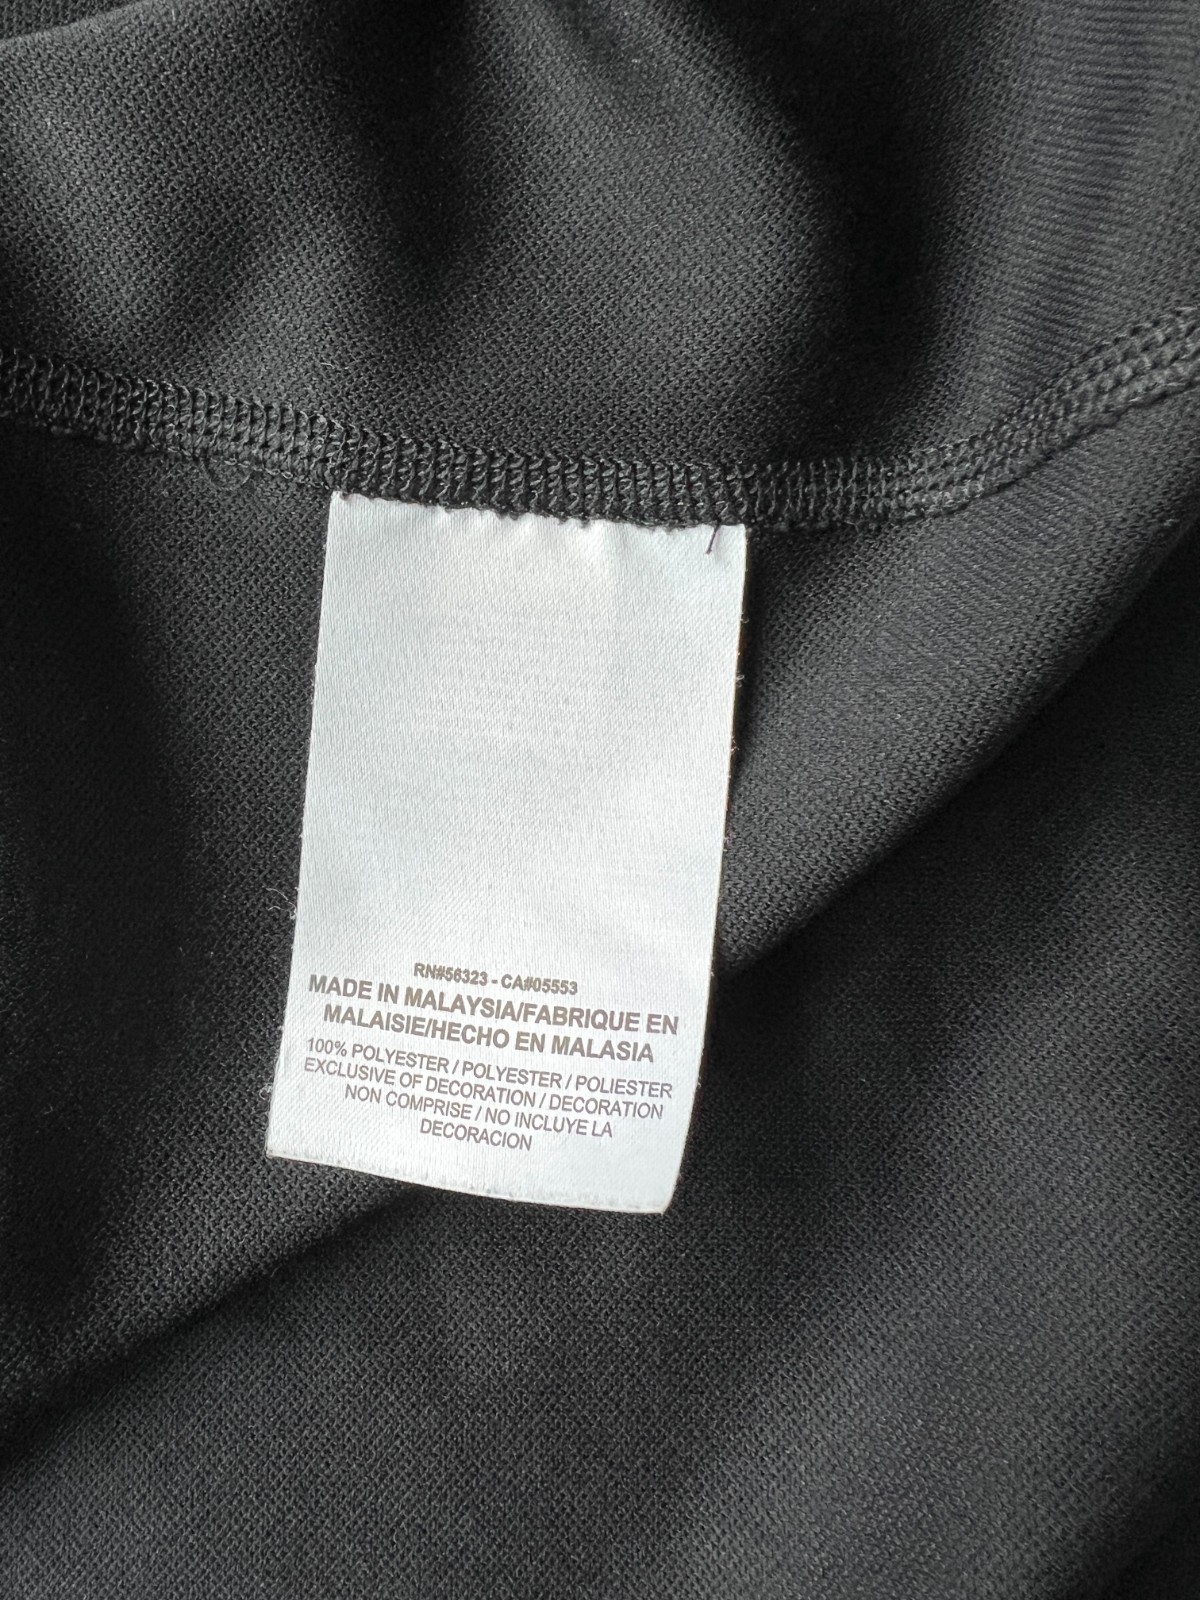 RN#56323 - CA#05553
MADE IN MALAYSIA/FABRIQUE EN
MALAISIE/HECHO EN MALASIA
100% POLYESTER / POLYESTER / POLIESTER
EXCLUSIVE OF DECORATION / DECORATION
NON COMPRISE / NO INCLUYE LA
DECORACION